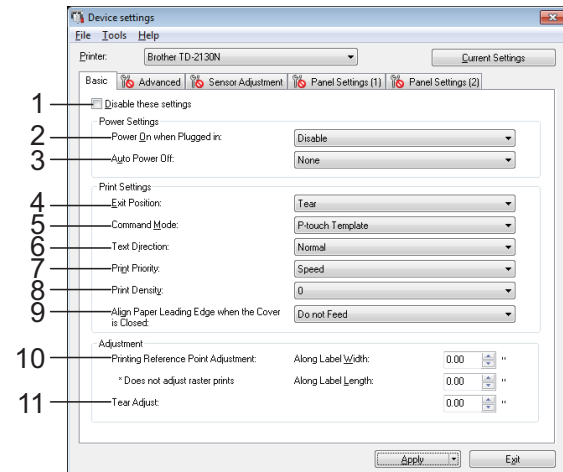 Device settings
File Tools Help
Printer: Brother TD-2130N Current Settings
Basic Advanced Sensor Adjustment Panel Settings (1) Panel Settings (2)
1 Disable these settings
Power Settings
2 Power On when Plugged in: Disable
3 Auto Power Off: None
Print Settings
4 Exit Position: Tear
5 Command Mode: P-touch Template
6 Text Direction: Normal
7 Print Priority: Speed
8 Print Density: 0
9 Align Paper Leading Edge when the Cover is Closed: Do not Feed
Adjustment
10 Printing Reference Point Adjustment: Along Label Width: 0.00 "
* Does not adjust raster prints Along Label Length: 0.00 "
11 Tear Adjust: 0.00 "
Apply Exit